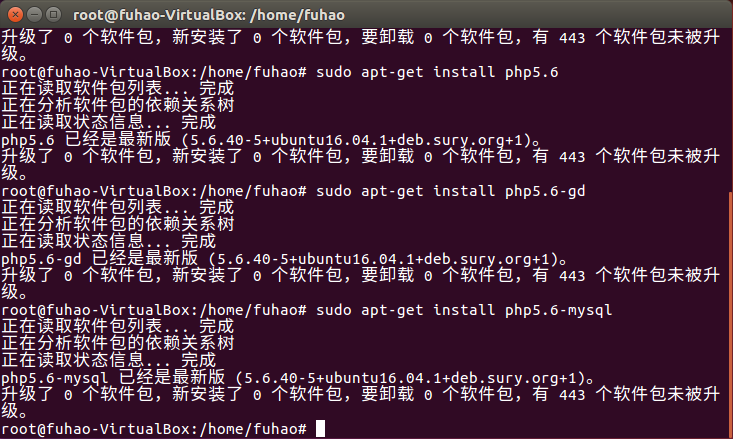 root@fuhao-VirtualBox: /home/fuhao
升级了 0 个软件包，新安装了 0 个软件包，要卸载 0 个软件包，有 443 个软件包未被升
级。
root@fuhao-VirtualBox:/home/fuhao# sudo apt-get install php5.6
正在读取软件包列表... 完成
正在分析软件包的依赖关系树
正在读取状态信息... 完成
php5.6 已经是最新版 (5.6.40-5+ubuntu16.04.1+deb.sury.org+1)。
升级了 0 个软件包，新安装了 0 个软件包，要卸载 0 个软件包，有 443 个软件包未被升
级。
root@fuhao-VirtualBox:/home/fuhao# sudo apt-get install php5.6-gd
正在读取软件包列表... 完成
正在分析软件包的依赖关系树
正在读取状态信息... 完成
php5.6-gd 已经是最新版 (5.6.40-5+ubuntu16.04.1+deb.sury.org+1)。
升级了 0 个软件包，新安装了 0 个软件包，要卸载 0 个软件包，有 443 个软件包未被升
级。
root@fuhao-VirtualBox:/home/fuhao# sudo apt-get install php5.6-mysql
正在读取软件包列表... 完成
正在分析软件包的依赖关系树
正在读取状态信息... 完成
php5.6-mysql 已经是最新版 (5.6.40-5+ubuntu16.04.1+deb.sury.org+1)。
升级了 0 个软件包，新安装了 0 个软件包，要卸载 0 个软件包，有 443 个软件包未被升
级。
root@fuhao-VirtualBox:/home/fuhao#